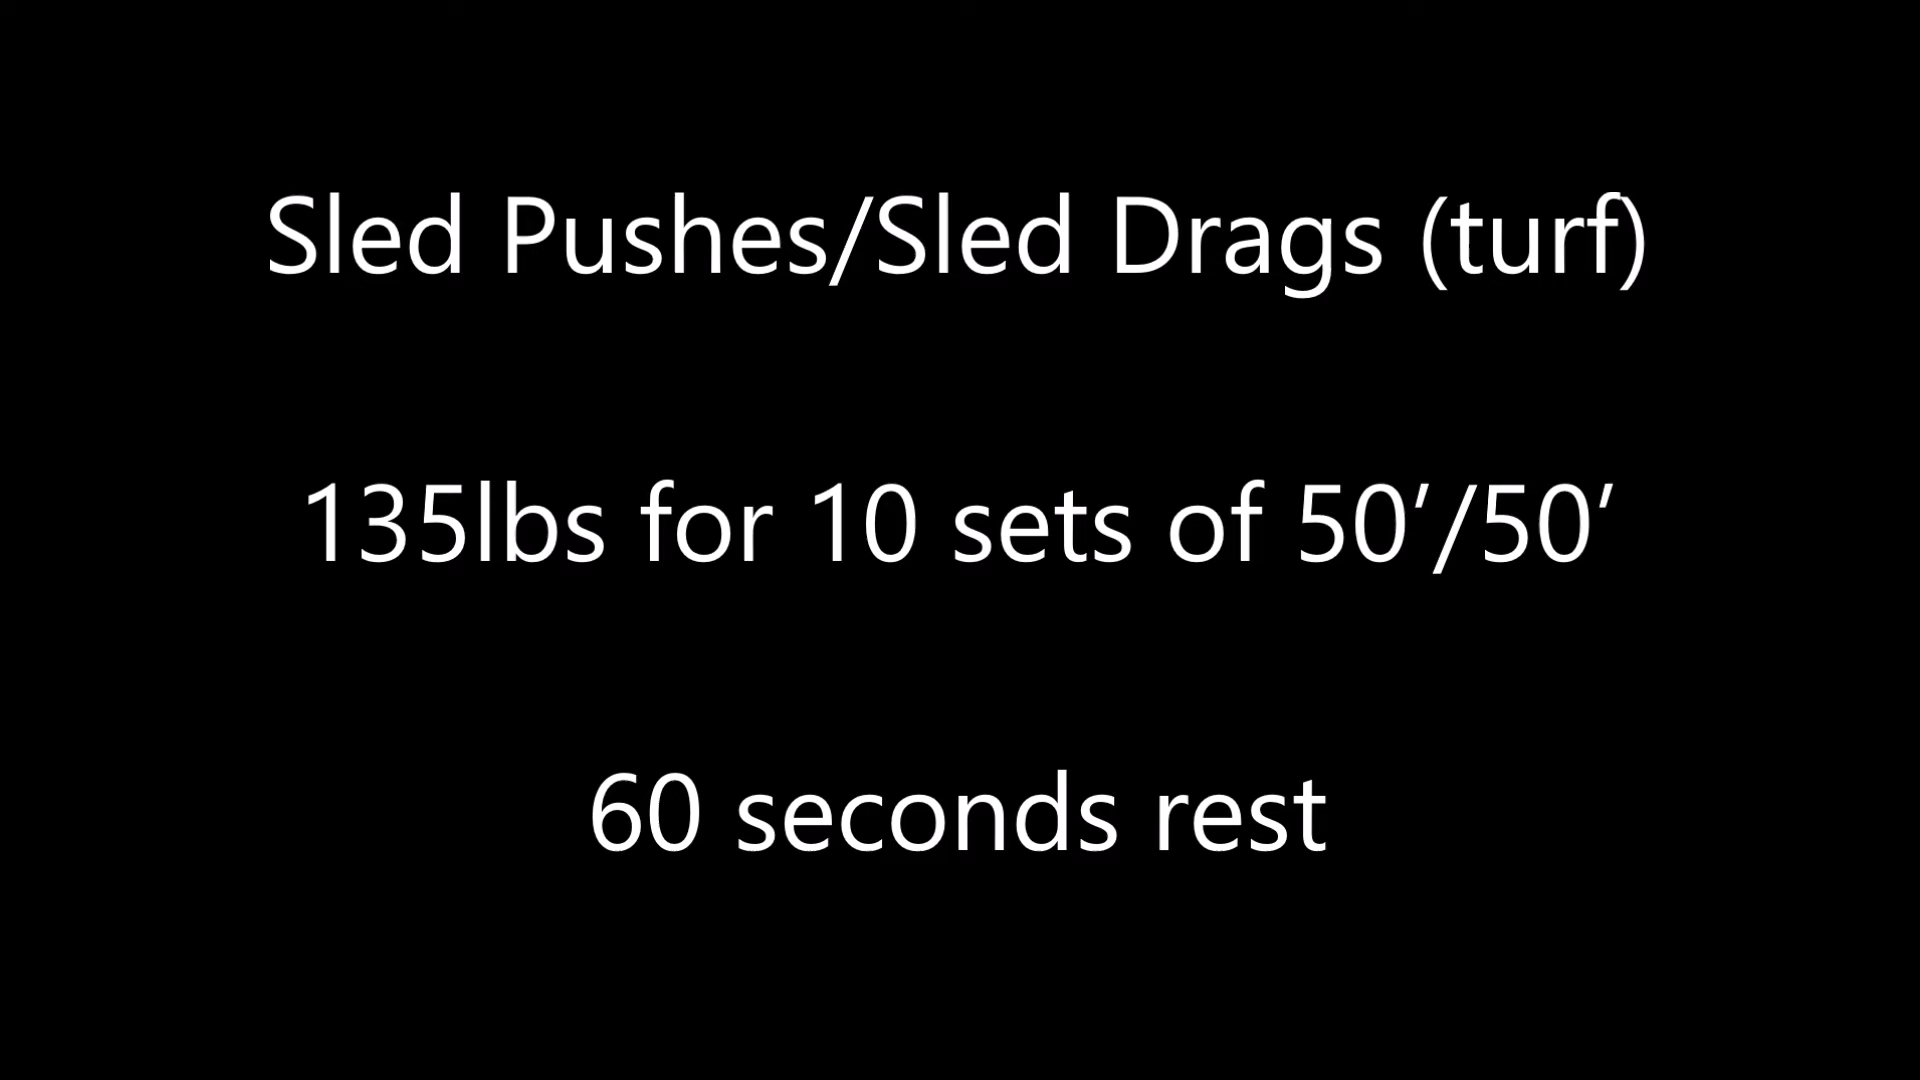 Sled Pushes/Sled Drags (turf)
135lbs for 10 sets of 50’/50’
60 seconds rest